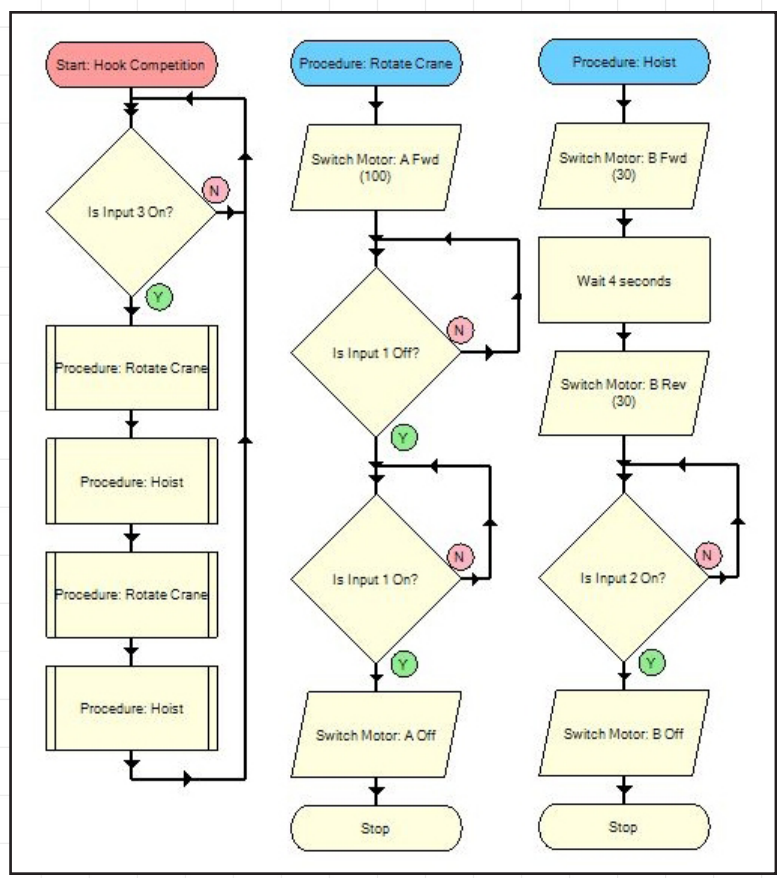 Start: Hook Competition
Is Input 3 On?
N
Y
Procedure: Rotate Crane
Procedure: Hoist
Procedure: Rotate Crane
Procedure: Hoist
Procedure: Rotate Crane
Switch Motor: A Fwd
(100)
Is Input 1 Off?
N
Y
Is Input 1 On?
N
Y
Switch Motor: A Off
Stop
Procedure: Hoist
Switch Motor: B Fwd
(30)
Wait 4 seconds
Switch Motor: B Rev
(30)
Is Input 2 On?
N
Y
Switch Motor: B Off
Stop